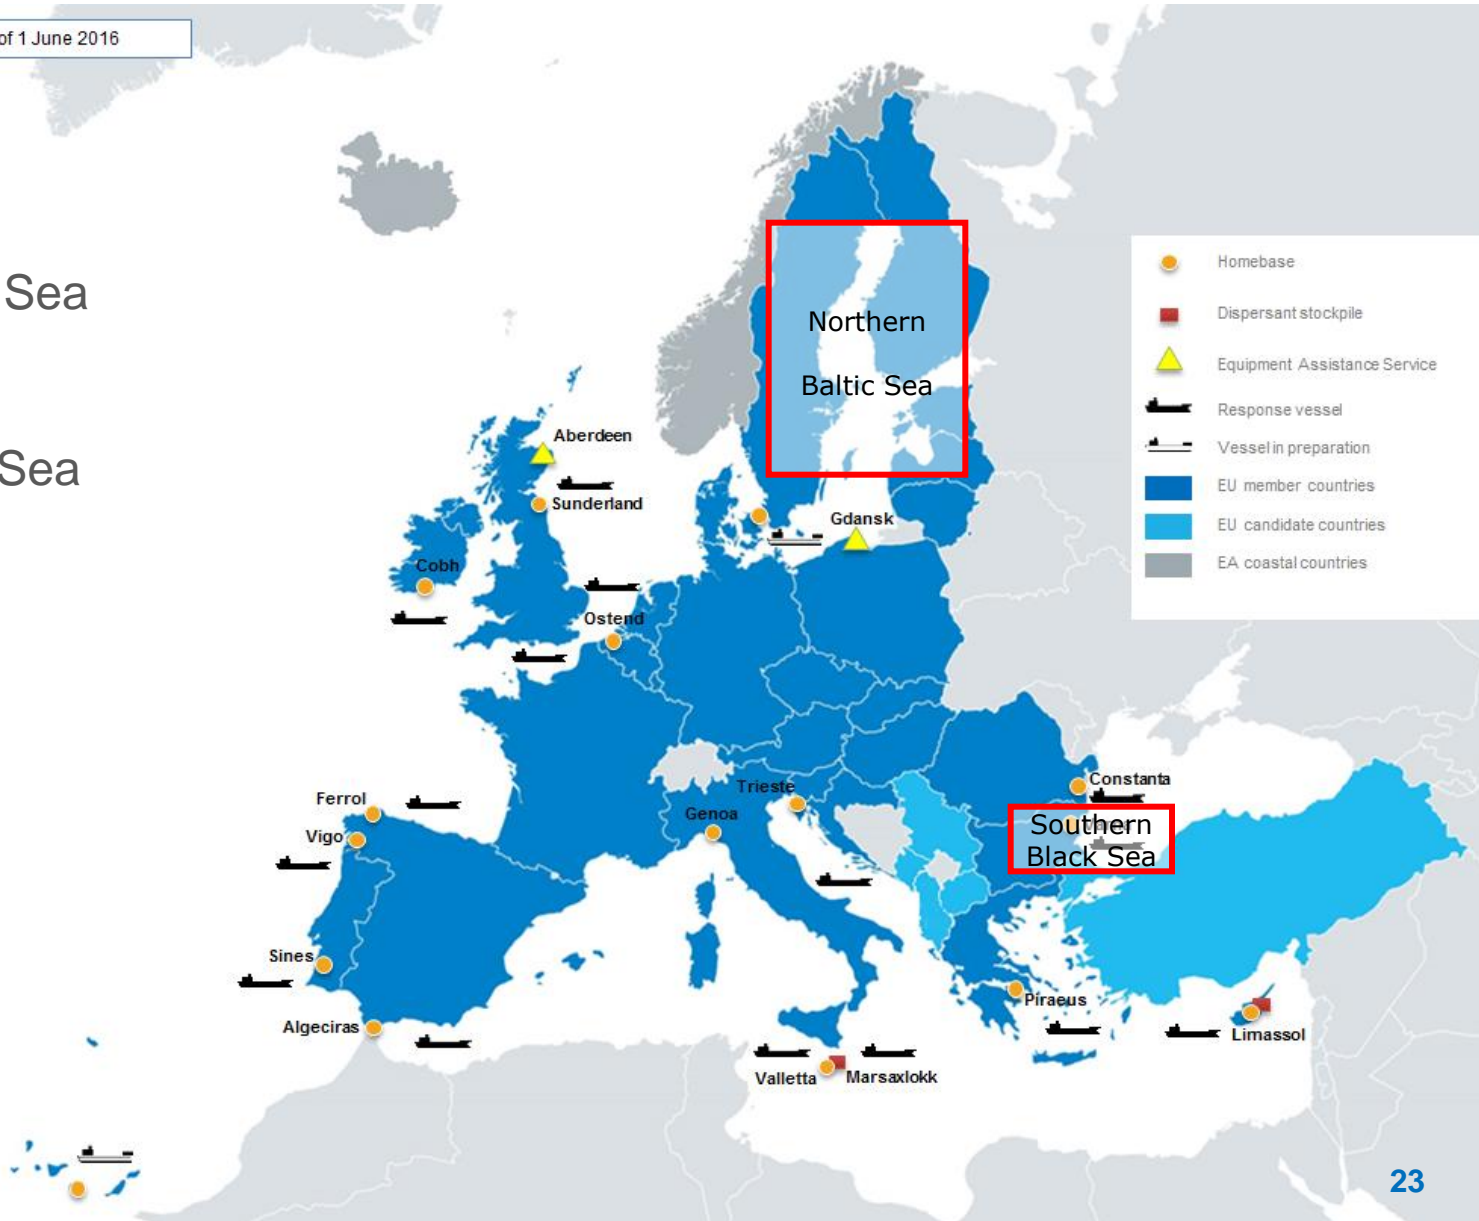 of 1 June 2016
Sea
Sea
Northern
Baltic Sea
Homebase
Dispersant stockpile
Equipment Assistance Service
Response vessel
Vessel in preparation
EU member countries
EU candidate countries
EA coastal countries
Aberdeen
Sunderland
Gdansk
Cobh
Ostend
Ferrol
Vigo
Trieste
Genoa
Constanta
Southern
Black Sea
Sines
Algeciras
Piraeus
Limassol
Valletta
Marsaxlokk
23